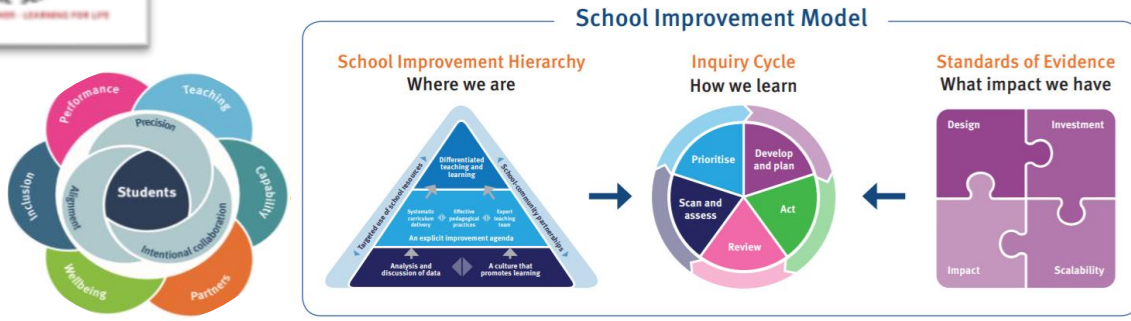 LEARNING FOR LIFE
School Improvement Model
Performance
Teaching
Inclusion
Capability
Wellbeing
Partners
Precision
Alignment
Intentional collaboration
Students
School Improvement Hierarchy
Where we are
Differentiated
teaching and
learning
Targeted use of school resources
School-community partnerships
Systematic
curriculum
delivery
Effective
pedagogical
practices
Expert
teaching
team
An explicit improvement agenda
Analysis and
discussion of data
A culture that
promotes learning
Inquiry Cycle
How we learn
Prioritise
Develop
and plan
Scan and
assess
Act
Review
Standards of Evidence
What impact we have
Design
Investment
Impact
Scalability